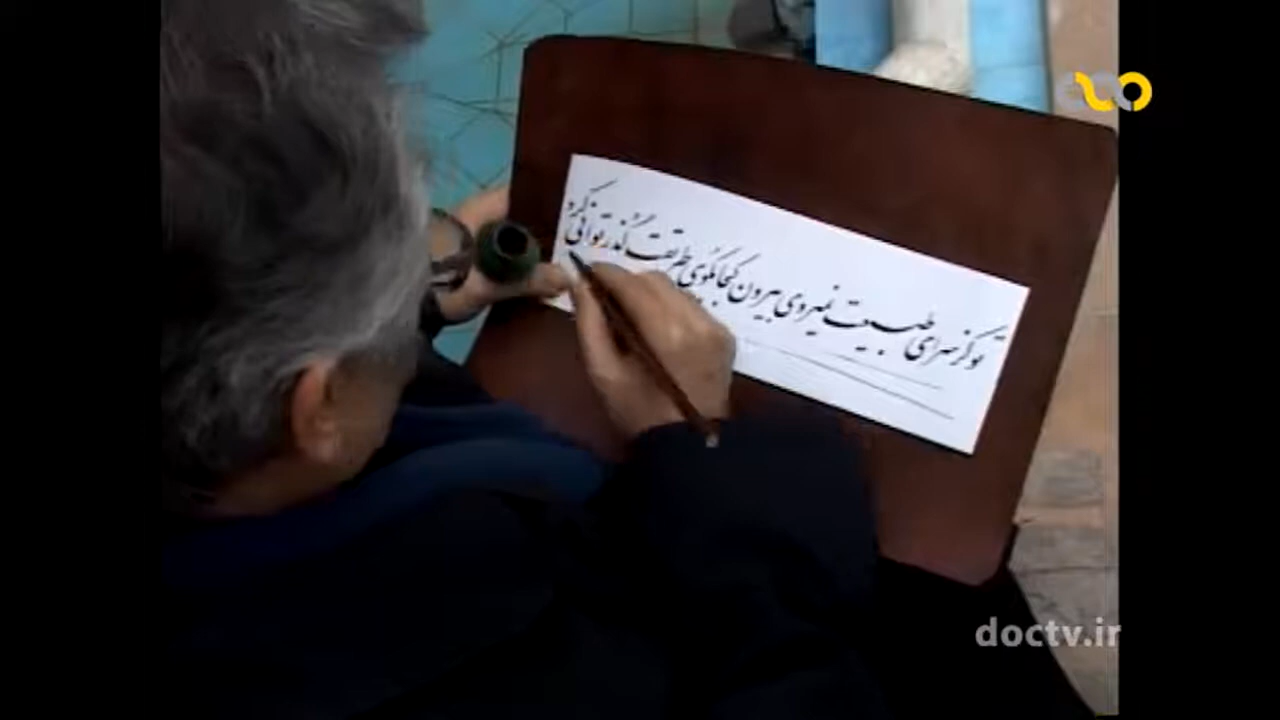 تو کز سرای طبیعت نمیروی بیرون کجا بکوی طریقت گذر توانی کرد
doctv.ir